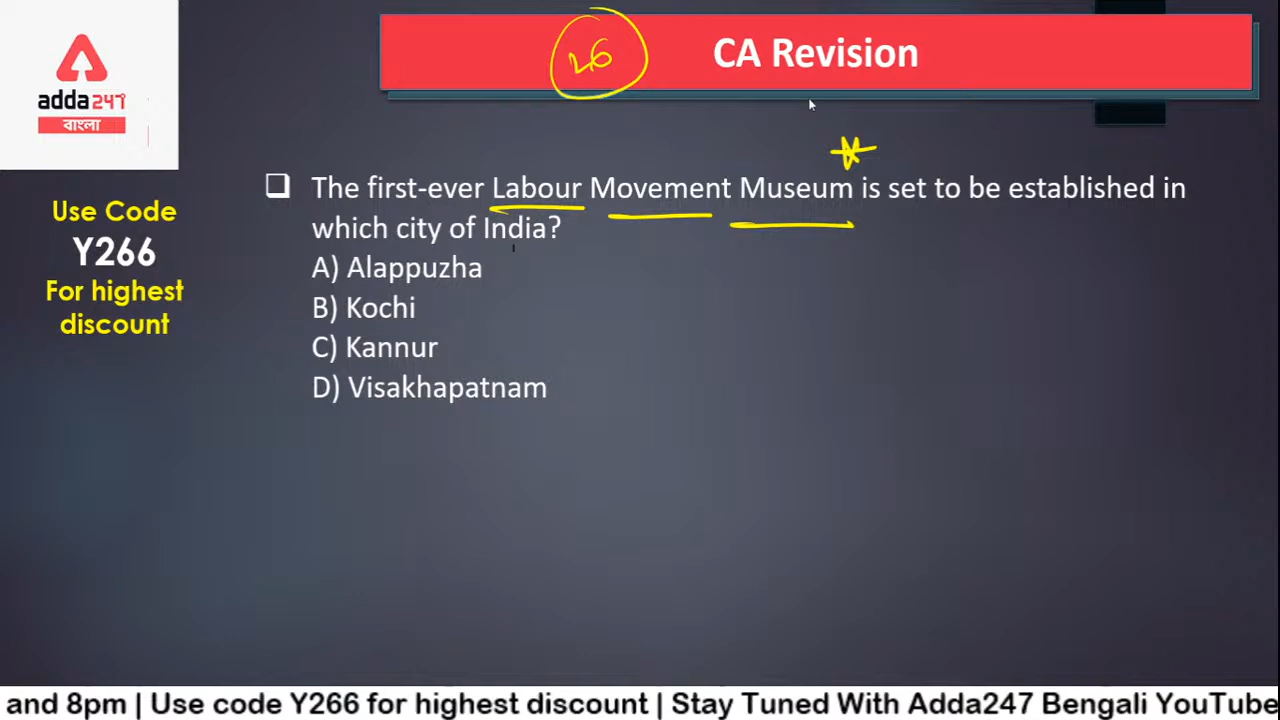 26
CA Revision
adda247
বাংলা
Use Code
Y266
For highest
discount
The first-ever Labour Movement Museum is set to be established in
which city of India?
A) Alappuzha
B) Kochi
C) Kannur
D) Visakhapatnam
and 8pm | Use code Y266 for highest discount | Stay Tuned With Adda247 Bengali YouTube